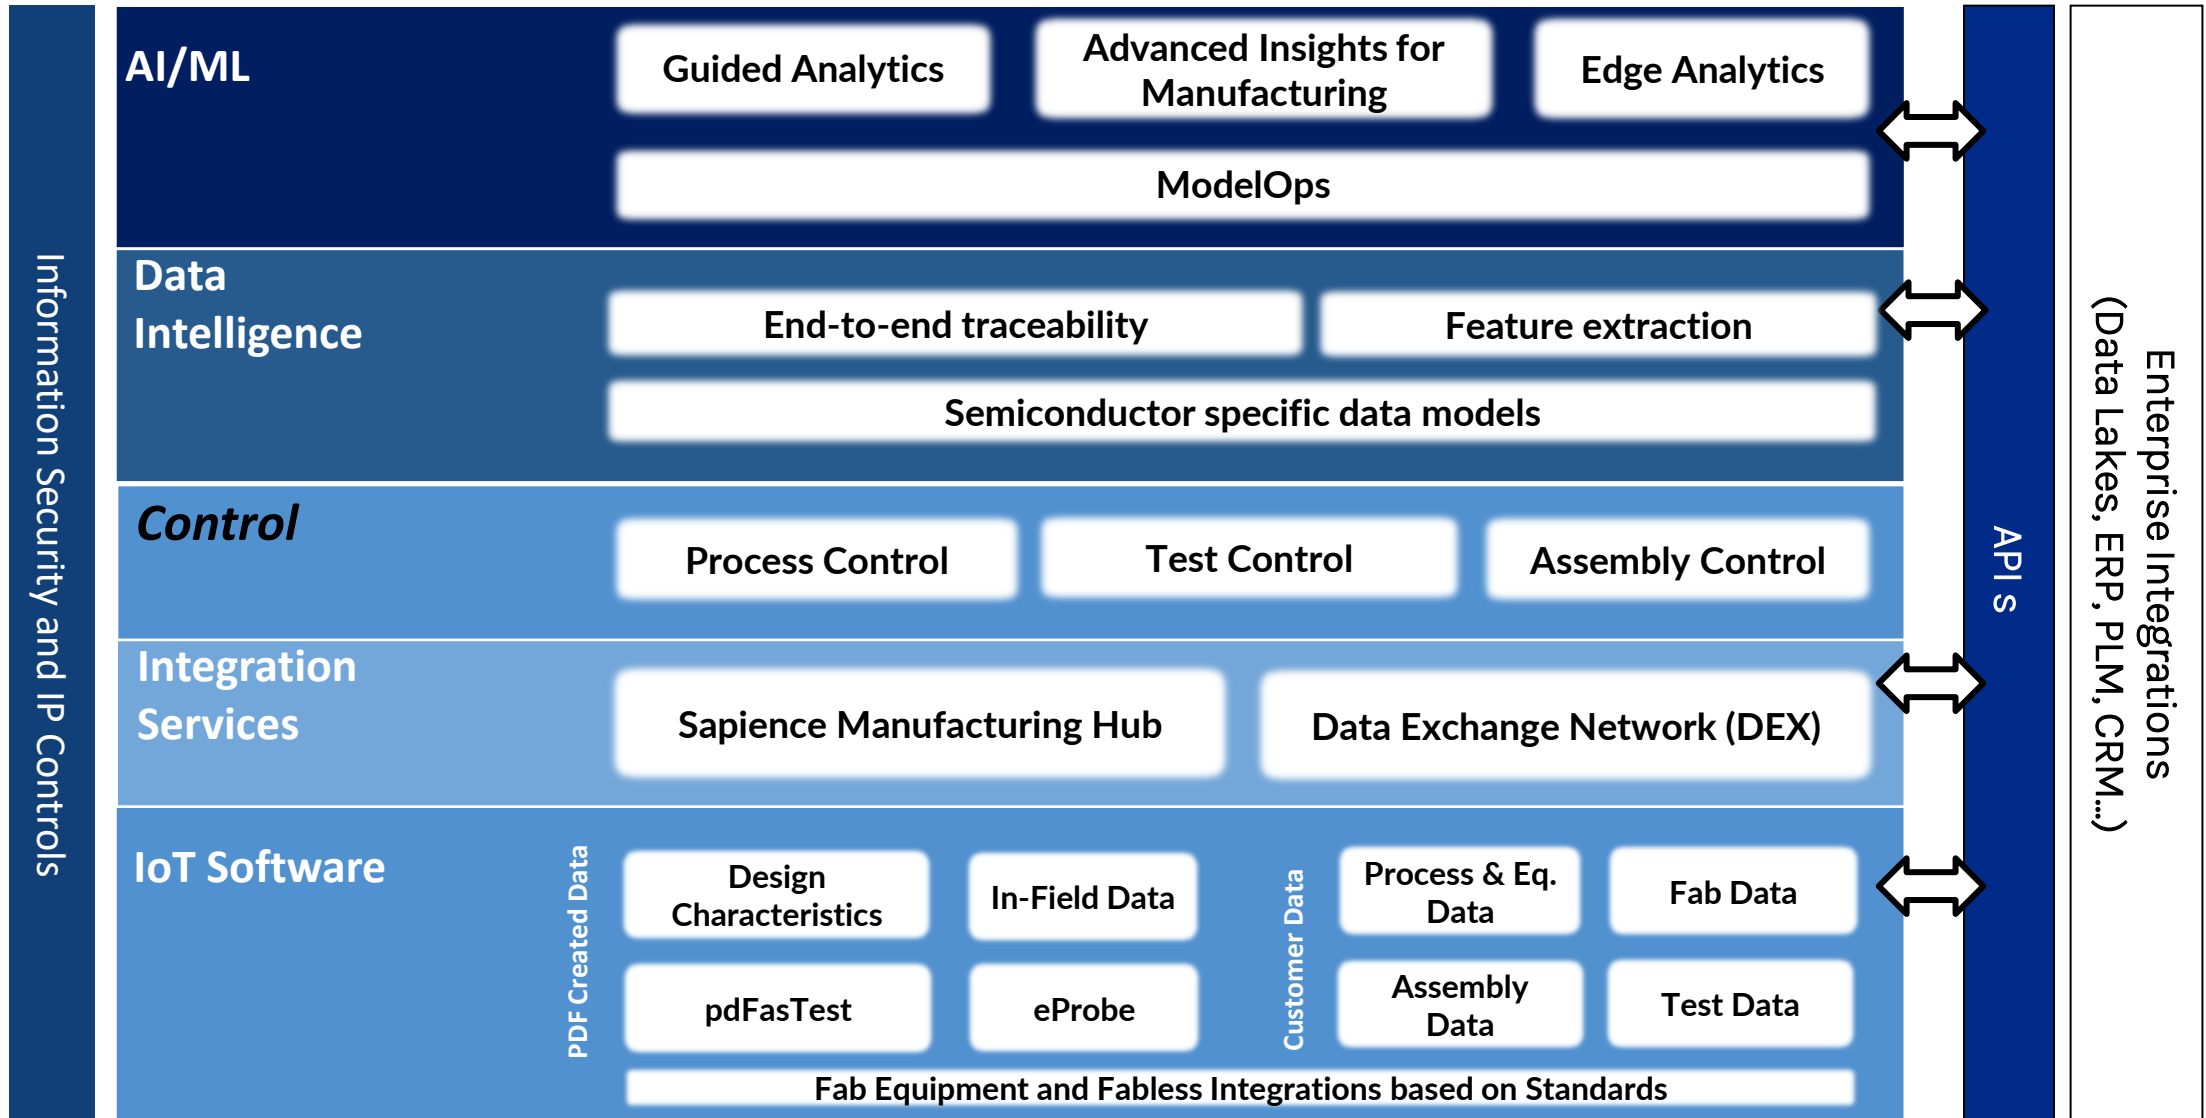 Information Security and IP Controls
AI/ML
Guided Analytics
Advanced Insights for
Manufacturing
Edge Analytics
ModelOps
Data
Intelligence
End-to-end traceability
Feature extraction
Semiconductor specific data models
Control
Process Control
Test Control
Assembly Control
Integration
Services
Sapience Manufacturing Hub
Data Exchange Network (DEX)
IoT Software
PDF Created Data
Design
Characteristics
In-Field Data
pdFasTest
eProbe
Customer Data
Process & Eq.
Data
Fab Data
Assembly
Data
Test Data
Fab Equipment and Fabless Integrations based on Standards
API s
Enterprise Integrations
(Data Lakes, ERP, PLM, CRM...)